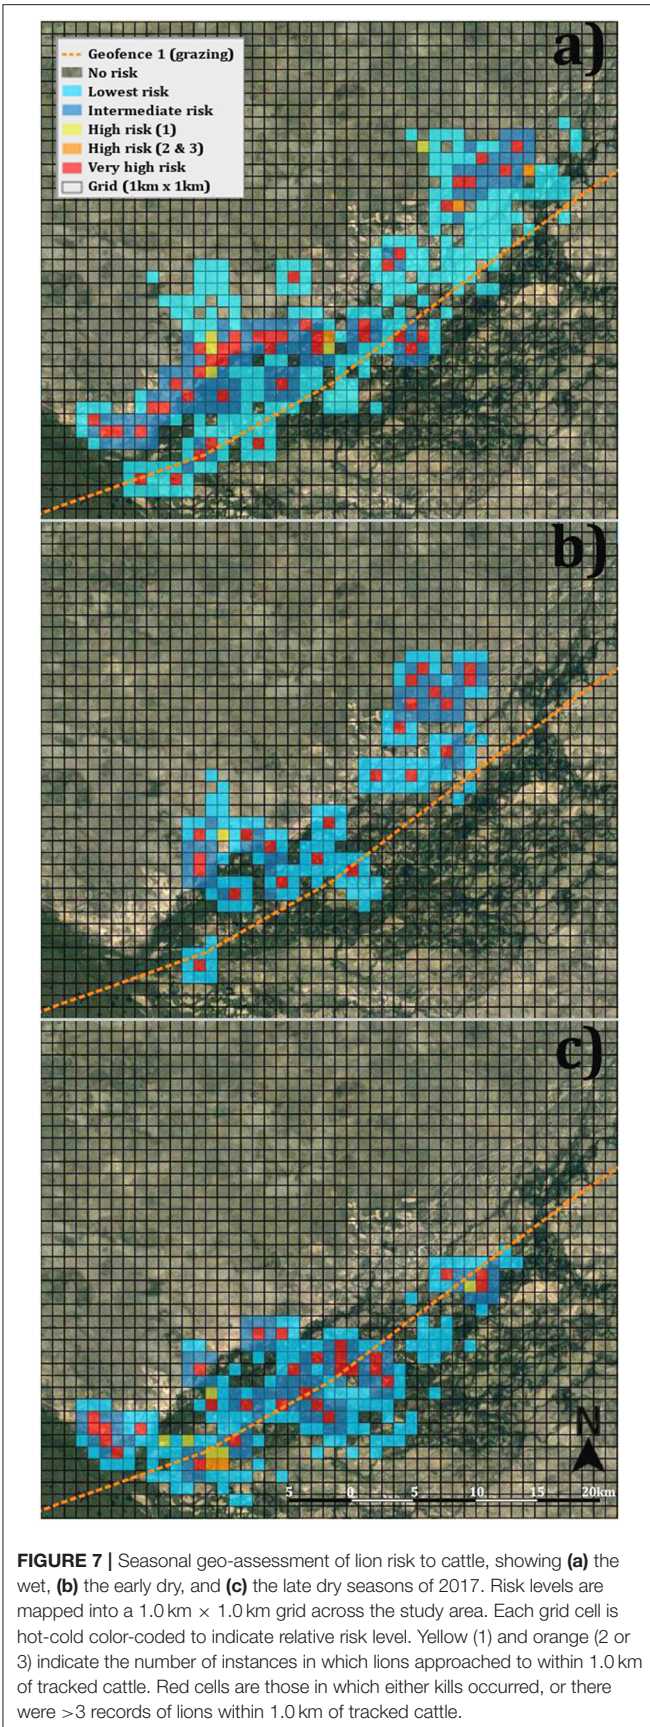 a)
Geofence 1 (grazing)
No risk
Lowest risk
Intermediate risk
High risk (1)
High risk (2 & 3)
Very high risk
Grid (1km x 1km)
b)
c)
N
5 0 5 10 15 20km
FIGURE 7 | Seasonal geo-assessment of lion risk to cattle, showing (a) the
wet, (b) the early dry, and (c) the late dry seasons of 2017. Risk levels are
mapped into a 1.0 km × 1.0 km grid across the study area. Each grid cell is
hot-cold color-coded to indicate relative risk level. Yellow (1) and orange (2 or
3) indicate the number of instances in which lions approached to within 1.0 km
of tracked cattle. Red cells are those in which either kills occurred, or there
were >3 records of lions within 1.0 km of tracked cattle.